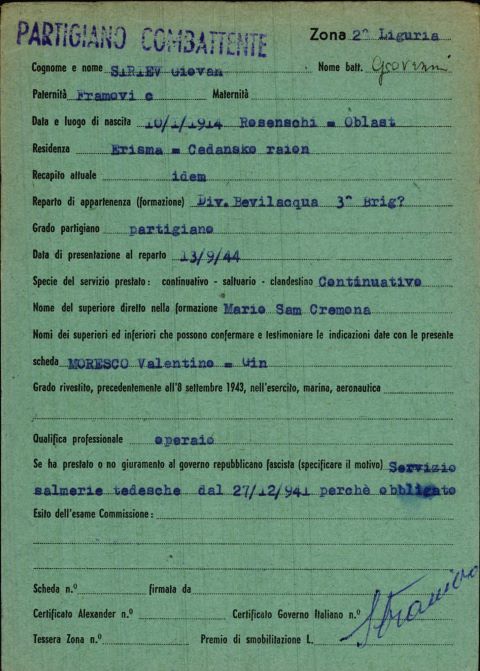 PARTIGIANO COMBATTENTE
Zona 2ª Liguria
Cognome e nome SIRIEV Giovan Nome batt. Giovanni
Paternità Framovi c Maternità
Data e luogo di nascita 10/1/1914 Rosenschi = Oblast
Residenza Erisma = Cedansko raion
Recapito attuale idem
Reparto di appartenenza (formazione) Div. Bevilacqua 3ª Brig?
Grado partigiano partigiano
Data di presentazione al reparto 13/9/44
Specie del servizio prestato: continuativo - saltuario - clandestino Continuativo
Nome del superiore diretto nella formazione Mario Sam Cremona
Nomi dei superiori ed inferiori che possono confermare e testimoniare le indicazioni date con le presente
scheda MORESCO Valentino = Gin
Grado rivestito, precedentemente all'8 settembre 1943, nell'esercito, marina, aeronautica
Qualifica professionale operaio
Se ha prestato o no giuramento al governo repubblicano fascista (specificare il motivo) Servizio
salmerie tedesche dal 27/12/941 perchè obbligato
Esito dell'esame Commissione:
Scheda n.º firmata da
Certificato Alexander n.º Certificato Governo Italiano n.º
Tessera Zona n.º Premio di smobilitazione L.